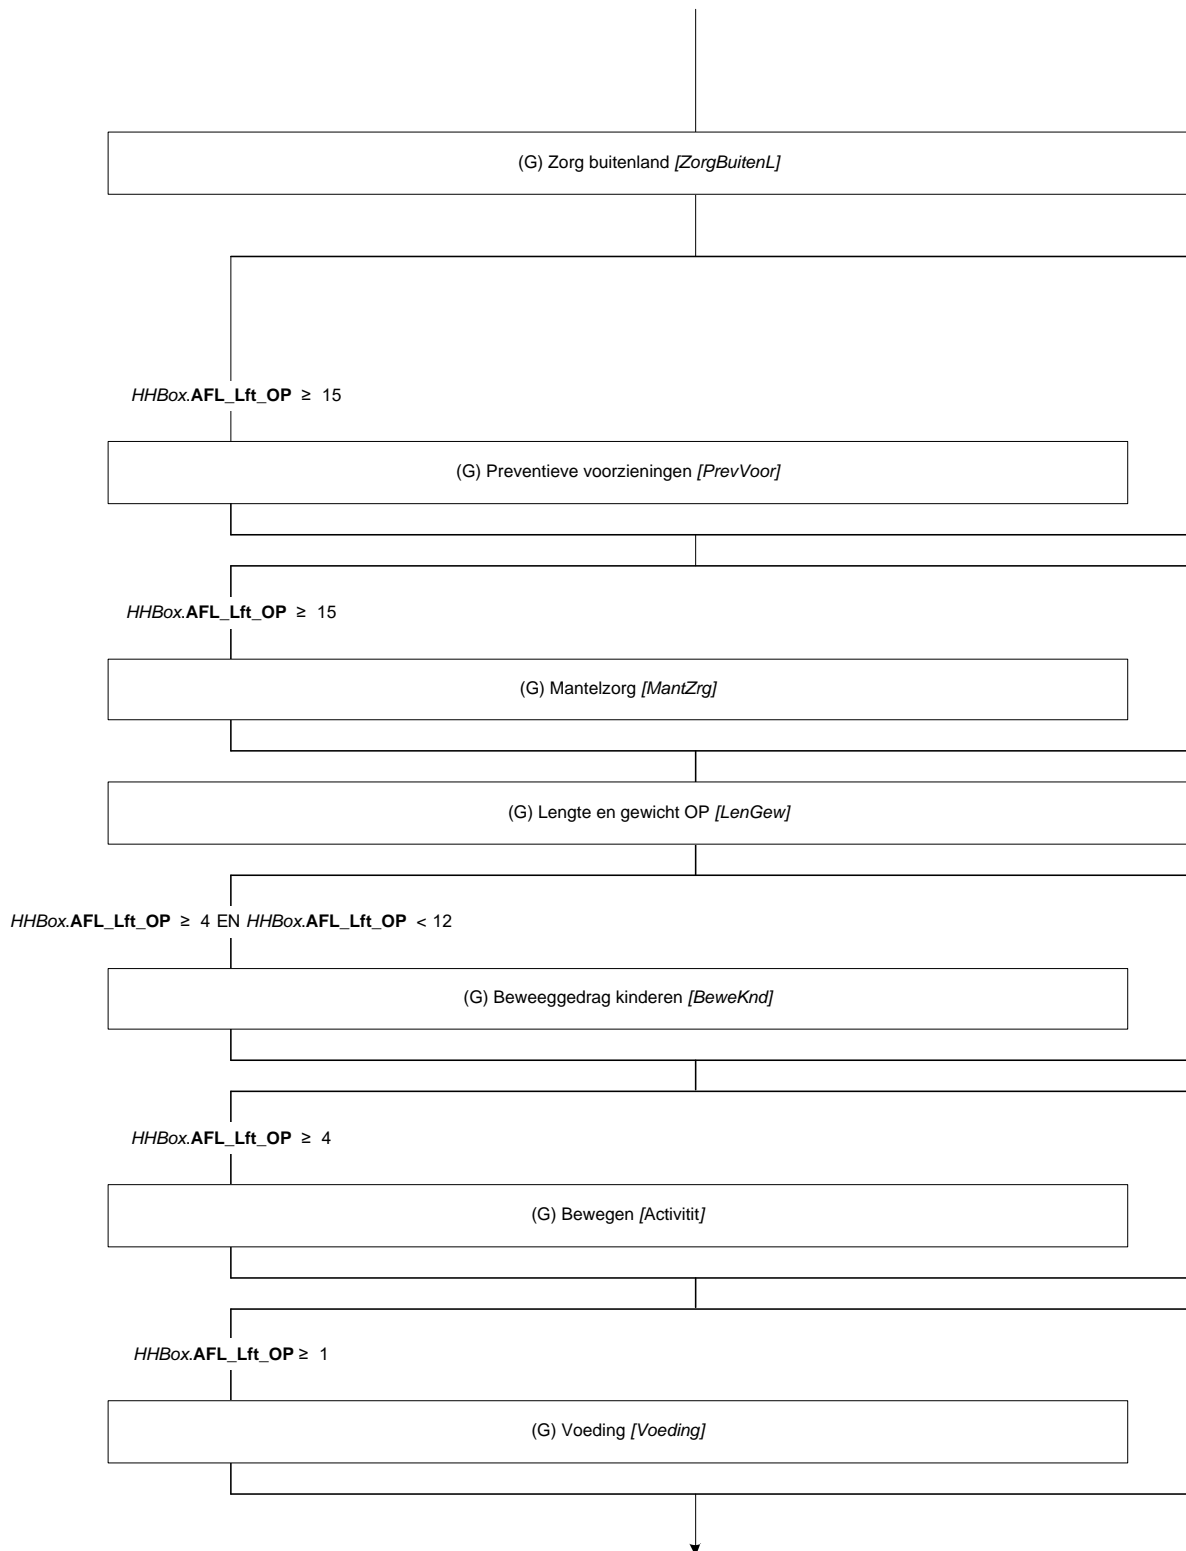 (G) Zorg buitenland [ZorgBuitenL]
HHBox.AFL_Lft_OP ≥ 15
(G) Preventieve voorzieningen [PrevVoor]
HHBox.AFL_Lft_OP ≥ 15
(G) Mantelzorg [MantZrg]
(G) Lengte en gewicht OP [LenGew]
HHBox.AFL_Lft_OP ≥ 4 EN HHBox.AFL_Lft_OP < 12
(G) Beweeggedrag kinderen [BeweKnd]
HHBox.AFL_Lft_OP ≥ 4
(G) Bewegen [Activitit]
HHBox.AFL_Lft_OP ≥ 1
(G) Voeding [Voeding]